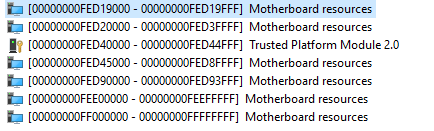 [00000000FED19000 - 00000000FED19FFF] Motherboard resources
[00000000FED20000 - 00000000FED3FFFF] Motherboard resources
[00000000FED40000 - 00000000FED44FFF] Trusted Platform Module 2.0
[00000000FED45000 - 00000000FED8FFFF] Motherboard resources
[00000000FED90000 - 00000000FED93FFF] Motherboard resources
[00000000FEE00000 - 00000000FEEFFFFF] Motherboard resources
[00000000FF000000 - 00000000FFFFFFFF] Motherboard resources